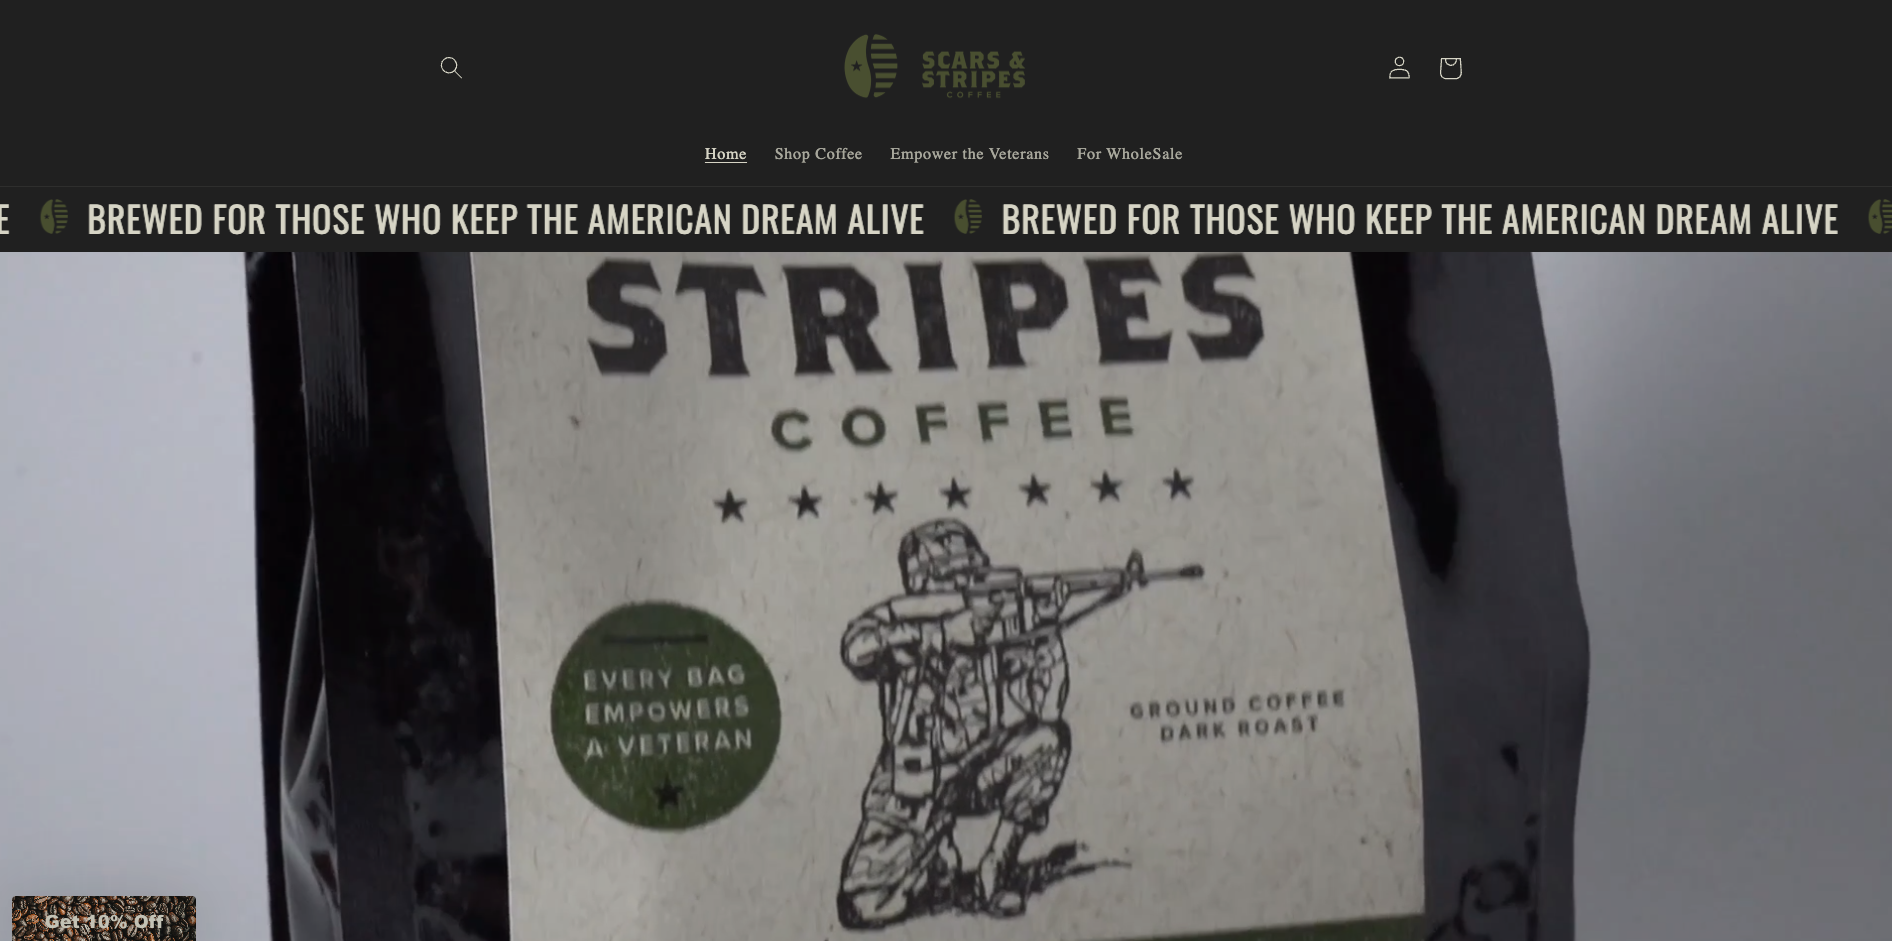 SCARS &
STRIPES
COFFEE
Home
Shop Coffee
Empower the Veterans
For WholeSale
E
BREWED FOR THOSE WHO KEEP THE AMERICAN DREAM ALIVE
BREWED FOR THOSE WHO KEEP THE AMERICAN DREAM ALIVE
STRIPES
COFFEE
EVERY BAG
EMPOWERS
A VETERAN
GROUND COFFEE
DARK ROAST
Get 10% Off